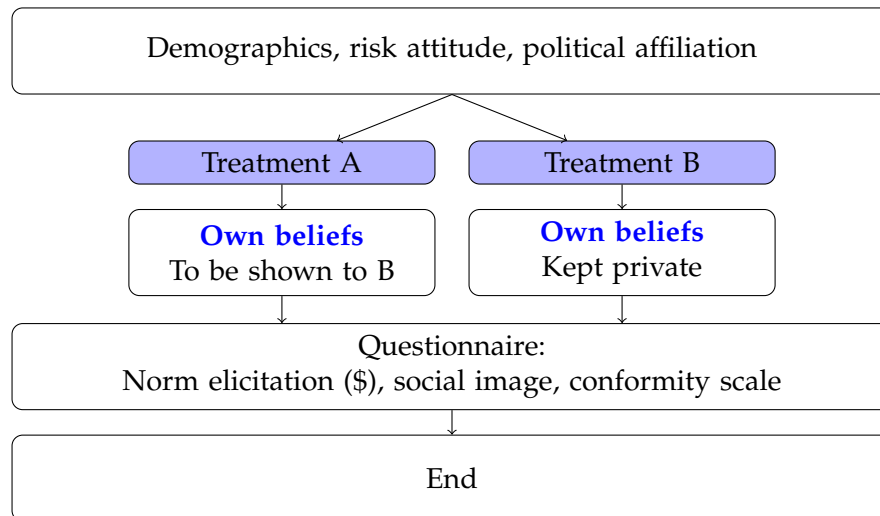 Demographics, risk attitude, political affiliation
Treatment A
Treatment B
Own beliefs
To be shown to B
Own beliefs
Kept private
Questionnaire:
Norm elicitation ($), social image, conformity scale
End